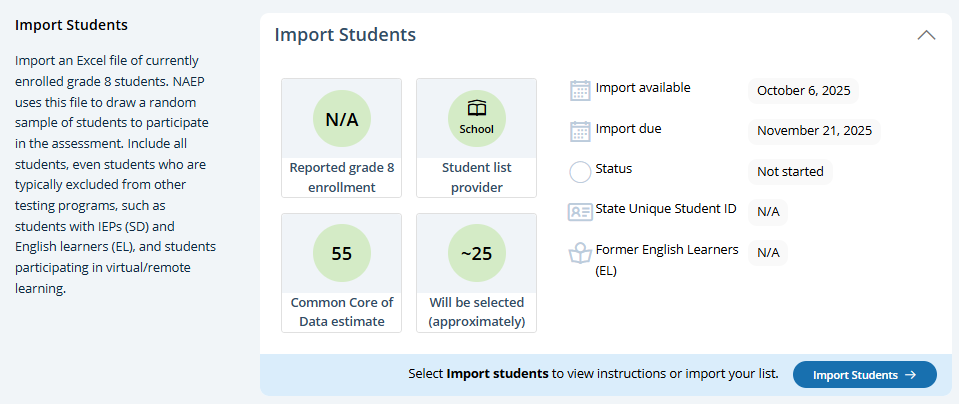 Import Students
Import an Excel file of currently
enrolled grade 8 students. NAEP
uses this file to draw a random
sample of students to participate
in the assessment. Include all
students, even students who are
typically excluded from other
testing programs, such as
students with IEPs (SD) and
English learners (EL), and students
participating in virtual/remote
learning.
Import Students
N/A
Reported grade 8
enrollment
School
Student list
provider
55
Common Core of
Data estimate
~25
Will be selected
(approximately)
Import available
October 6, 2025
Import due
November 21, 2025
Status
Not started
State Unique Student ID
N/A
Former English Learners
(EL)
N/A
Select Import students to view instructions or import your list.
Import Students →